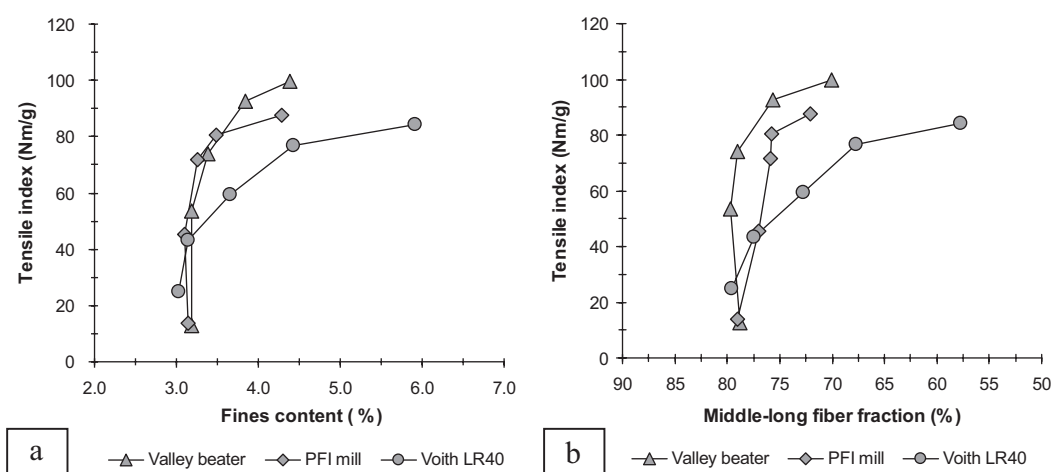 120
100
80
60
40
20
0
Tensile index (Nm/g)
2.0 3.0 4.0 5.0 6.0 7.0
Fines content ( %)
a
Valley beater PFI mill Voith LR40
120
100
80
60
40
20
0
Tensile index (Nm/g)
90 85 80 75 70 65 60 55 50
Middle-long fiber fraction (%)
b
Valley beater PFI mill Voith LR40